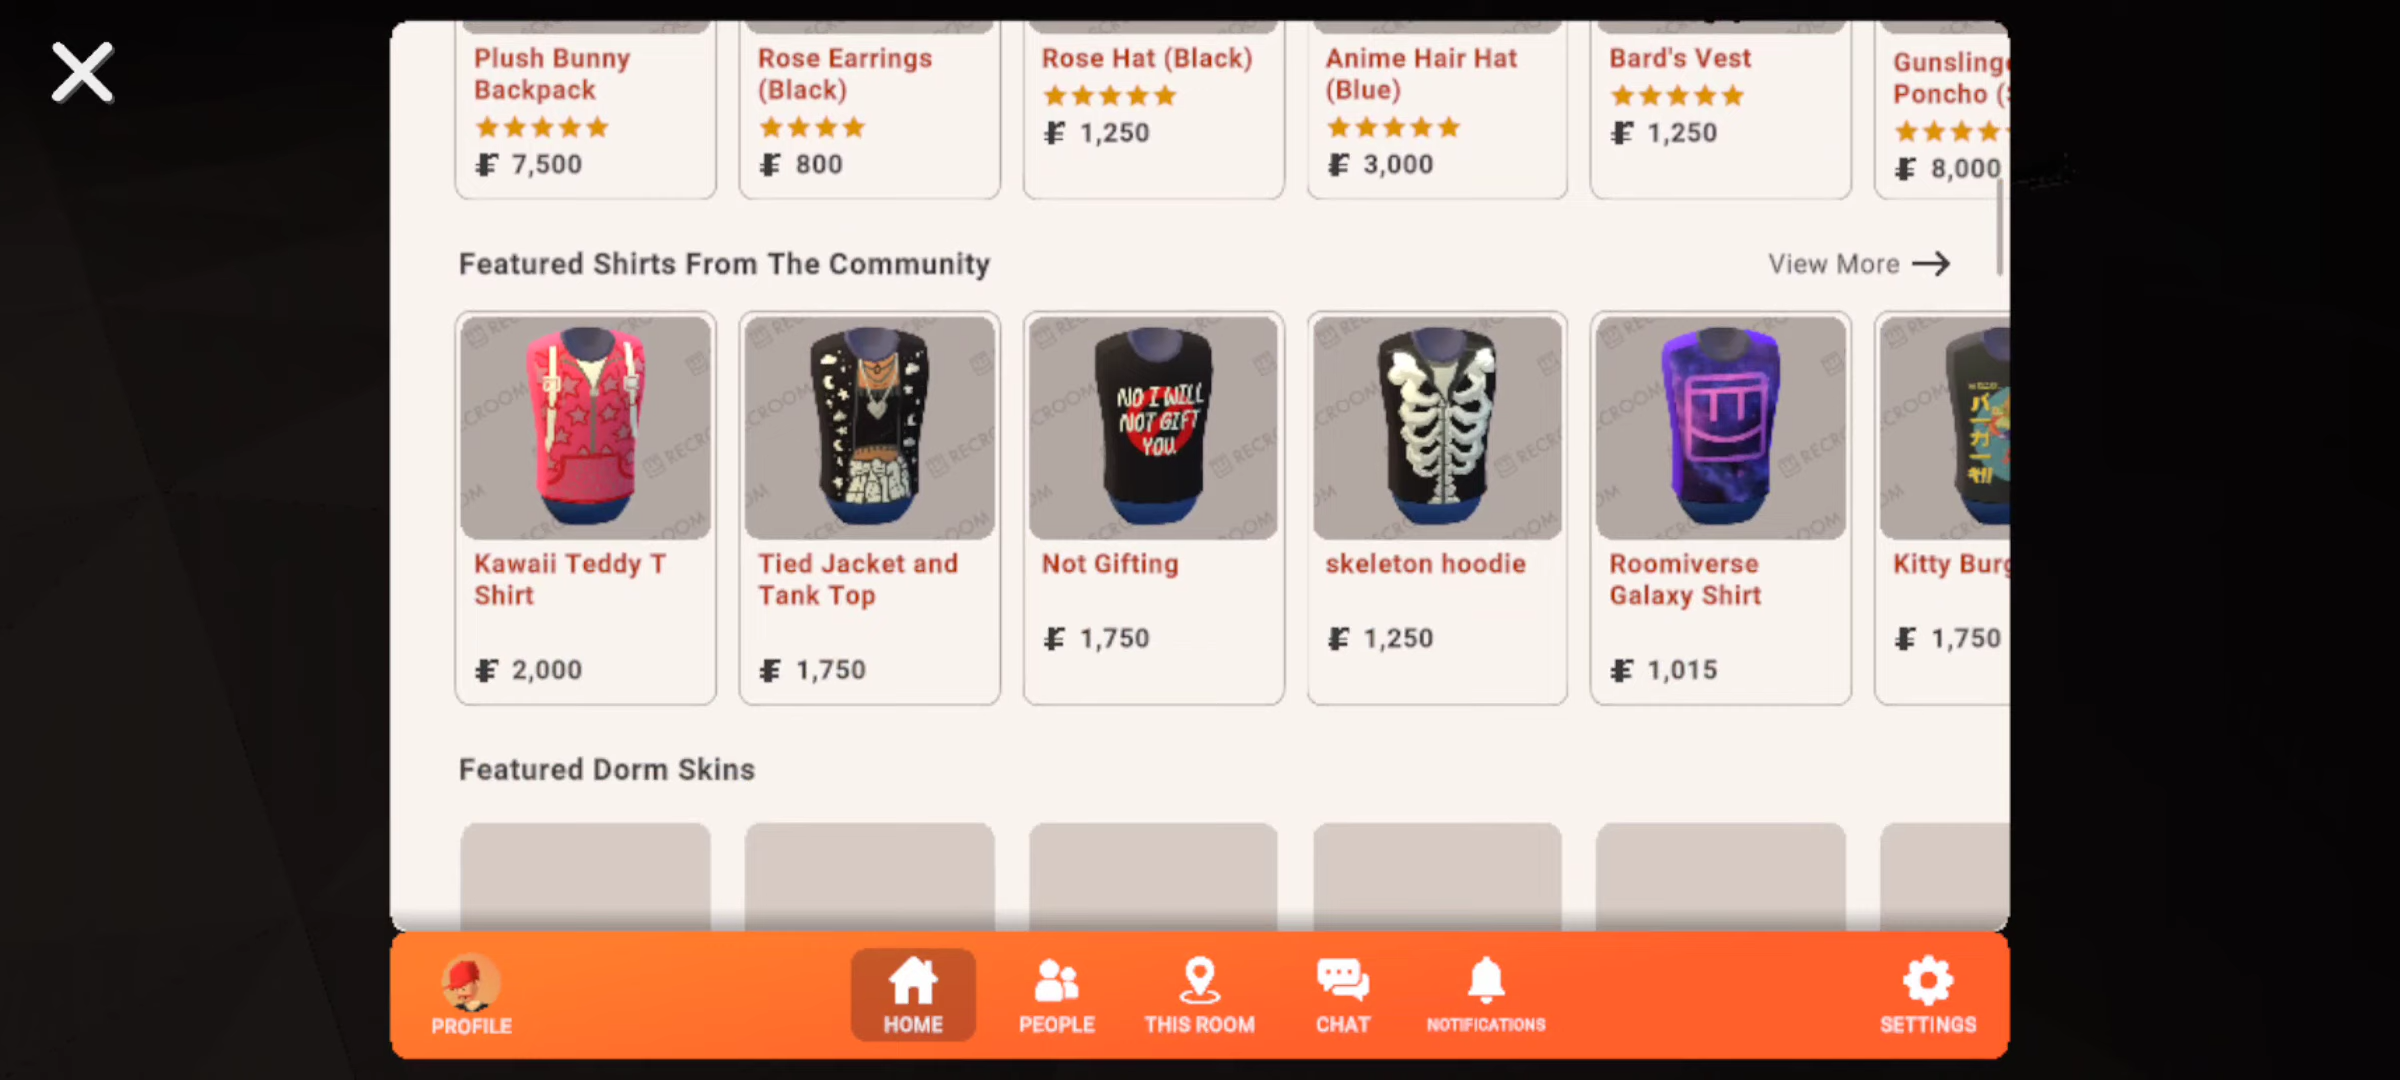 Plush Bunny
Backpack
7,500
Rose Earrings
(Black)
800
Rose Hat (Black)
1,250
Anime Hair Hat
(Blue)
3,000
Bard's Vest
1,250
Poncho
8,000
Featured Shirts From The Community
View More
NO I WILL
NOT GIFT
YOU.
Kawaii Teddy T
Shirt
2,000
Tied Jacket and
Tank Top
1,750
Not Gifting
1,750
skeleton hoodie
1,250
Roomiverse
Galaxy Shirt
1,015
Kitty
1,750
Featured Dorm Skins
PROFILE
HOME
PEOPLE
THIS ROOM
CHAT
NOTIFICATIONS
SETTINGS